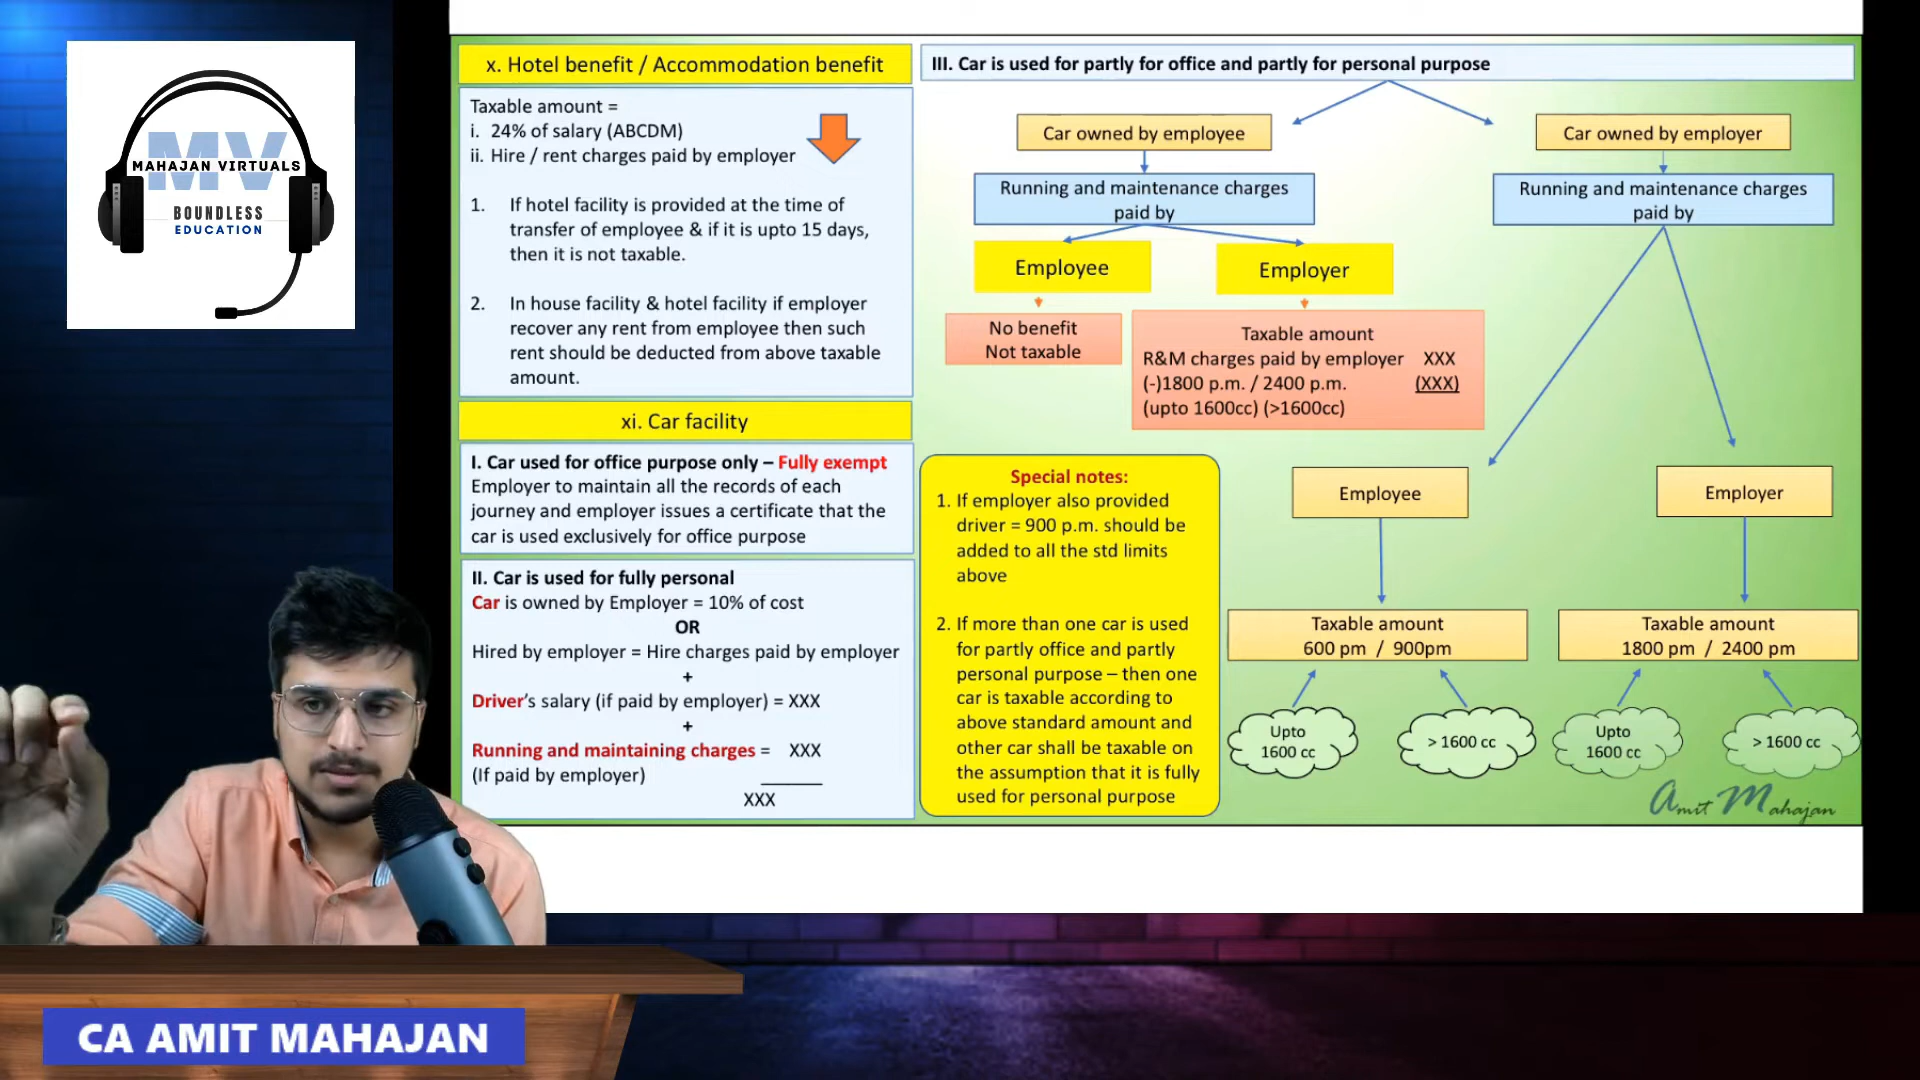 MV
MAHAJAN VIRTUALS
BOUNDLESS
EDUCATION
x. Hotel benefit / Accommodation benefit
Taxable amount =
i. 24% of salary (ABCDM)
ii. Hire / rent charges paid by employer
1. If hotel facility is provided at the time of
transfer of employee & if it is upto 15 days,
then it is not taxable.
2. In house facility & hotel facility if employer
recover any rent from employee then such
rent should be deducted from above taxable
amount.
xi. Car facility
I. Car used for office purpose only – Fully exempt
Employer to maintain all the records of each
journey and employer issues a certificate that the
car is used exclusively for office purpose
II. Car is used for fully personal
Car is owned by Employer = 10% of cost
OR
Hired by employer = Hire charges paid by employer
+
Driver's salary (if paid by employer) = XXX
+
Running and maintaining charges = XXX
(If paid by employer)
XXX
III. Car is used for partly for office and partly for personal purpose
Car owned by employee
Running and maintenance charges
paid by
Employee
No benefit
Not taxable
Employer
Taxable amount
R&M charges paid by employer XXX
(-)1800 p.m. / 2400 p.m. (XXX)
(upto 1600cc) (>1600cc)
Car owned by employer
Running and maintenance charges
paid by
Employee
Taxable amount
600 pm / 900pm
Upto
1600 cc
> 1600 cc
Employer
Taxable amount
1800 pm / 2400 pm
Upto
1600 cc
> 1600 cc
Special notes:
1. If employer also provided
driver = 900 p.m. should be
added to all the std limits
above
2. If more than one car is used
for partly office and partly
personal purpose – then one
car is taxable according to
above standard amount and
other car shall be taxable on
the assumption that it is fully
used for personal purpose
Amit Mahajan
CA AMIT MAHAJAN